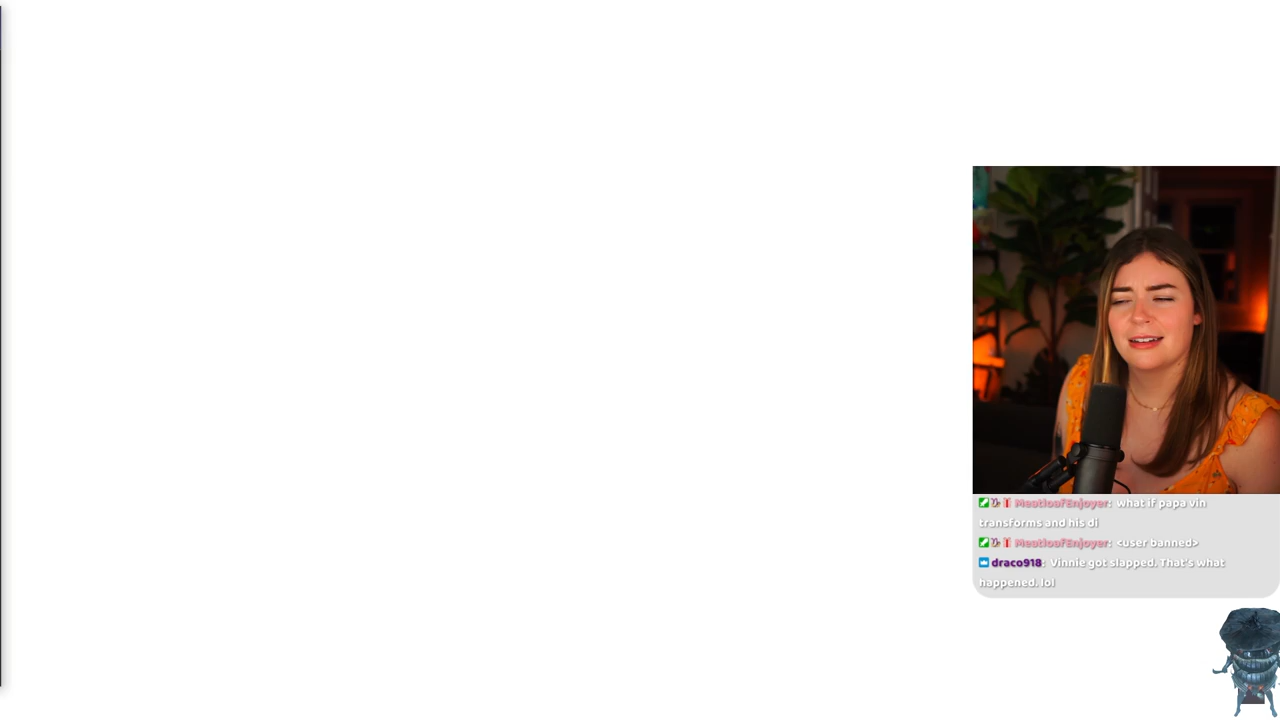 MeatloafEnjoyer: What if papa vin
transforms and his di
MeatloafEnjoyer: <user banned>
draco918: Vinnie got slapped. That's what
happened. lol